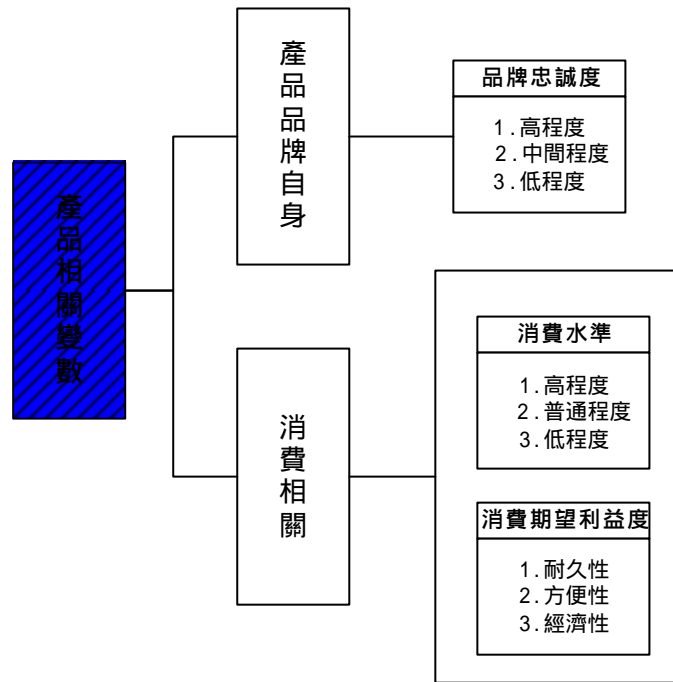 產品相關變數
產品品牌自身
品牌忠誠度
1.高程度
2.中間程度
3.低程度
消費相關
消費水準
1.高程度
2.普通程度
3.低程度
消費期望利益度
1.耐久性
2.方便性
3.經濟性